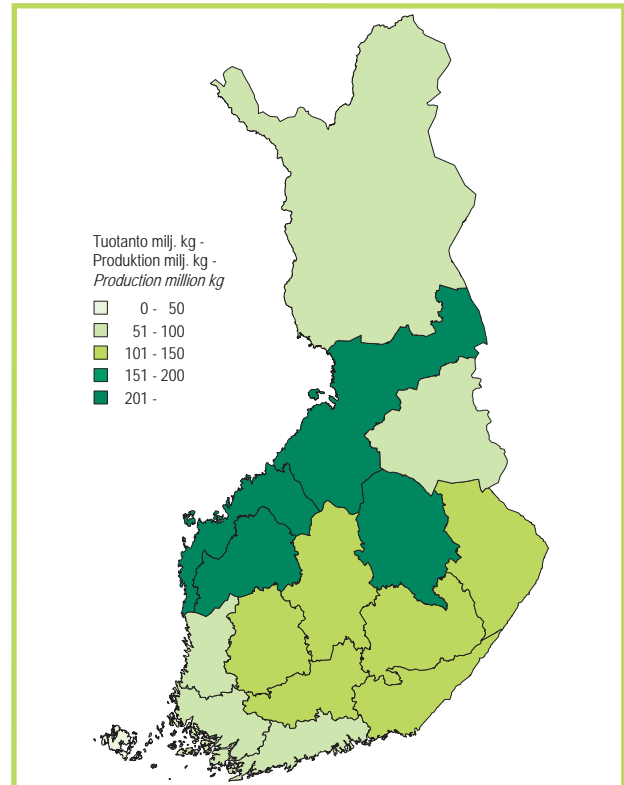 Tuotanto milj. kg -
Produktion milj. kg -
Production million kg
0 - 50
51 - 100
101 - 150
151 - 200
201 -